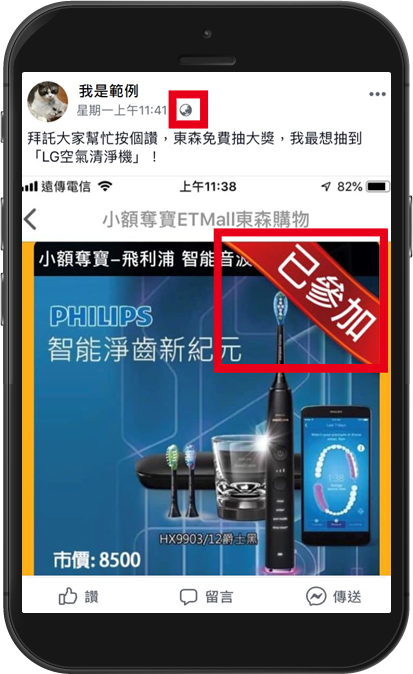 我是範例
星期一上午11:41
拜託大家幫忙按個讚，東森免費抽大獎，我最想抽到
「LG空氣清淨機」！
遠傳電信 上午11:38 82%
小額奪寶ETMall東森購物
小額奪寶–飛利浦 智能音波
已參加
PHILIPS
智能淨齒新紀元
HX9903/12爵士黑
市價: 8500
讚 留言 傳送